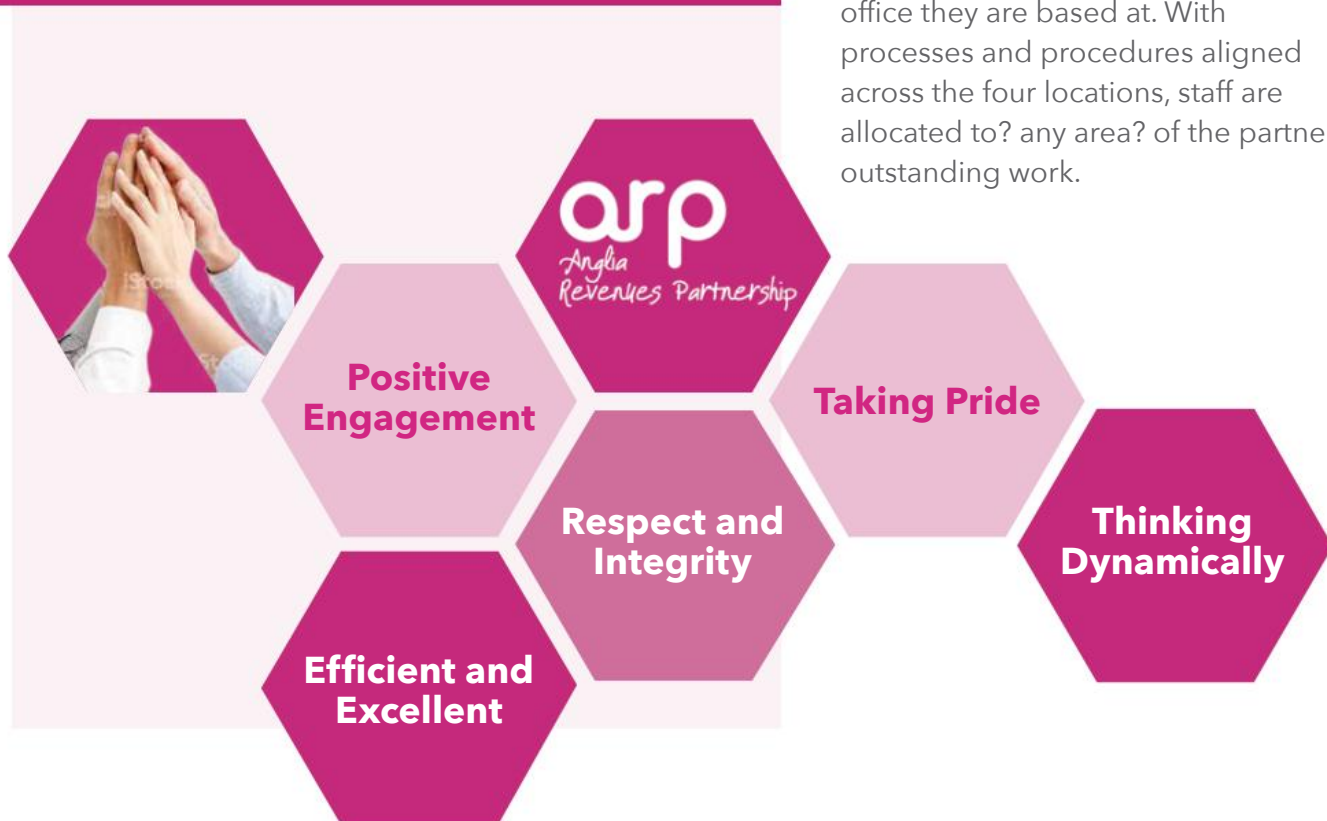 office they are based at. With
processes and procedures aligned
across the four locations, staff are
allocated to? any area? of the partne
outstanding work.
arp
Anglia
Revenues Partnership
iStock
Positive
Engagement
Taking Pride
Respect and
Integrity
Thinking
Dynamically
Efficient and
Excellent